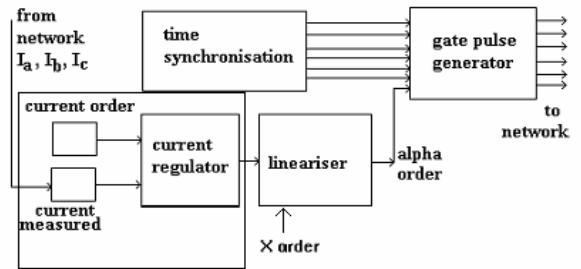 from
network
Ia, Ib, Ic
time
synchronisation
gate pulse
generator
to
network
current order
current
regulator
lineariser
alpha
order
current
measured
X order